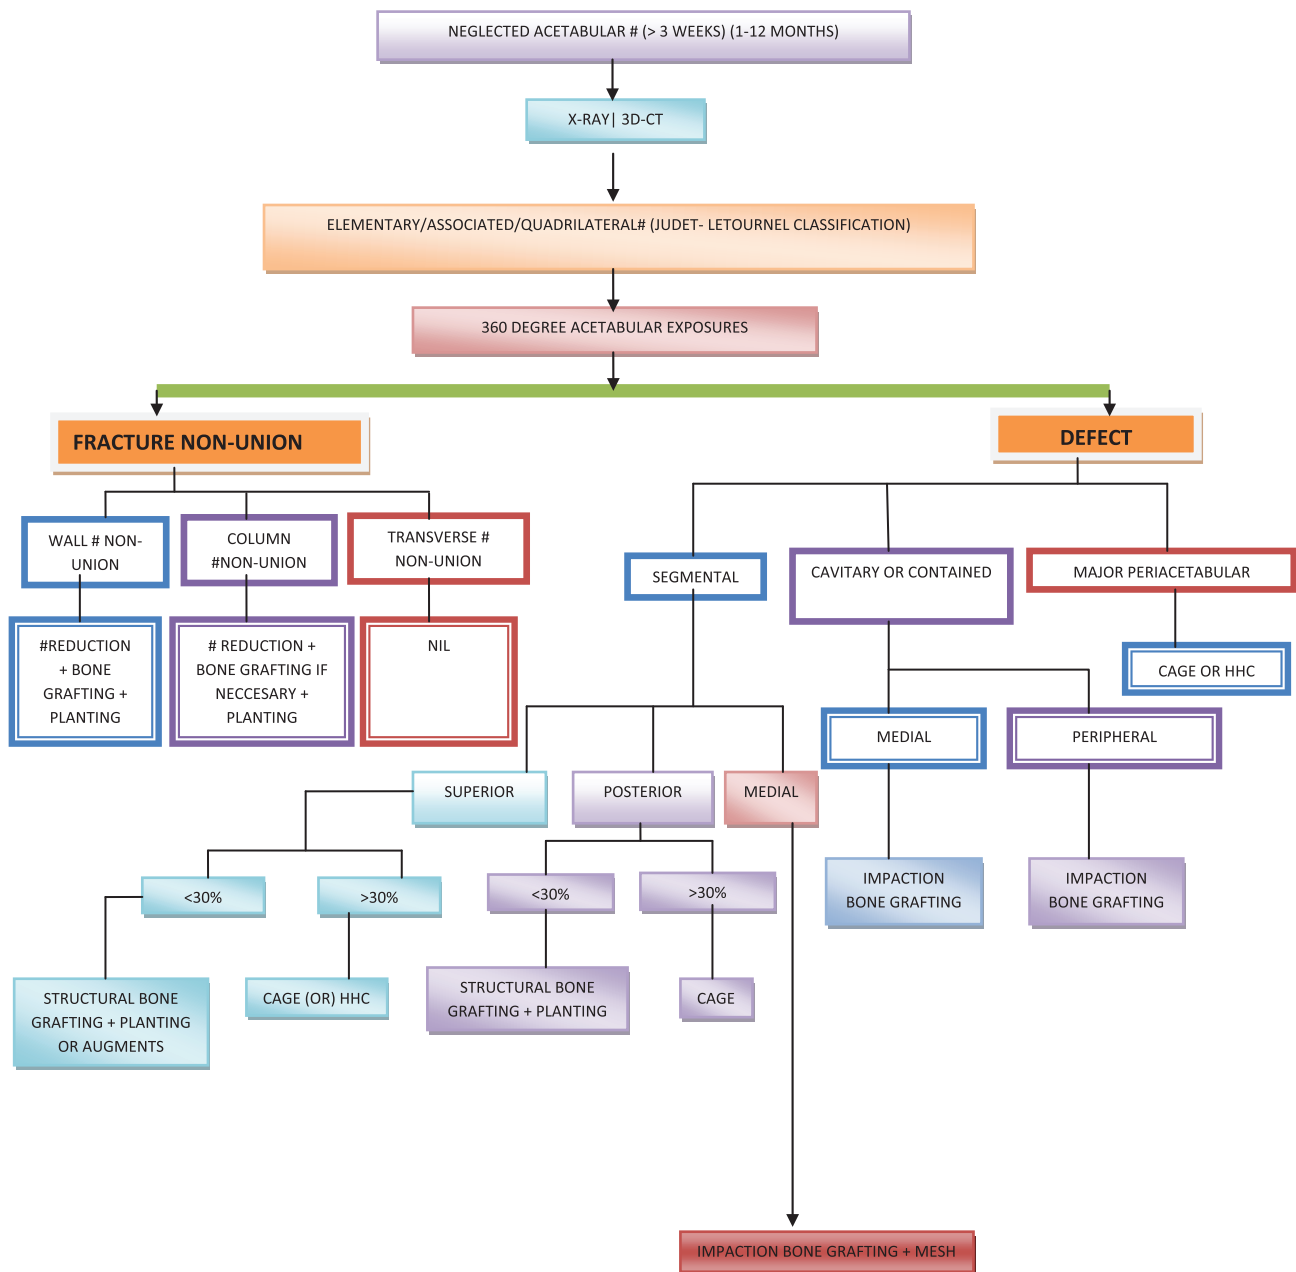 NEGLECTED ACETABULAR # (> 3 WEEKS) (1-12 MONTHS)
X-RAY| 3D-CT
ELEMENTARY/ASSOCIATED/QUADRILATERAL# (JUDET- LETOURNEL CLASSIFICATION)
360 DEGREE ACETABULAR EXPOSURES
FRACTURE NON-UNION
DEFECT
WALL # NON-
UNION
COLUMN
#NON-UNION
TRANSVERSE #
NON-UNION
SEGMENTAL
CAVITARY OR CONTAINED
MAJOR PERIACETABULAR
#REDUCTION
+ BONE
GRAFTING +
PLANTING
# REDUCTION +
BONE GRAFTING IF
NECCESARY +
PLANTING
NIL
CAGE OR HHC
MEDIAL
PERIPHERAL
SUPERIOR
POSTERIOR
MEDIAL
<30%
>30%
<30%
>30%
IMPACTION
BONE GRAFTING
IMPACTION
BONE GRAFTING
STRUCTURAL BONE
GRAFTING + PLANTING
OR AUGMENTS
CAGE (OR) HHC
STRUCTURAL BONE
GRAFTING + PLANTING
CAGE
IMPACTION BONE GRAFTING + MESH